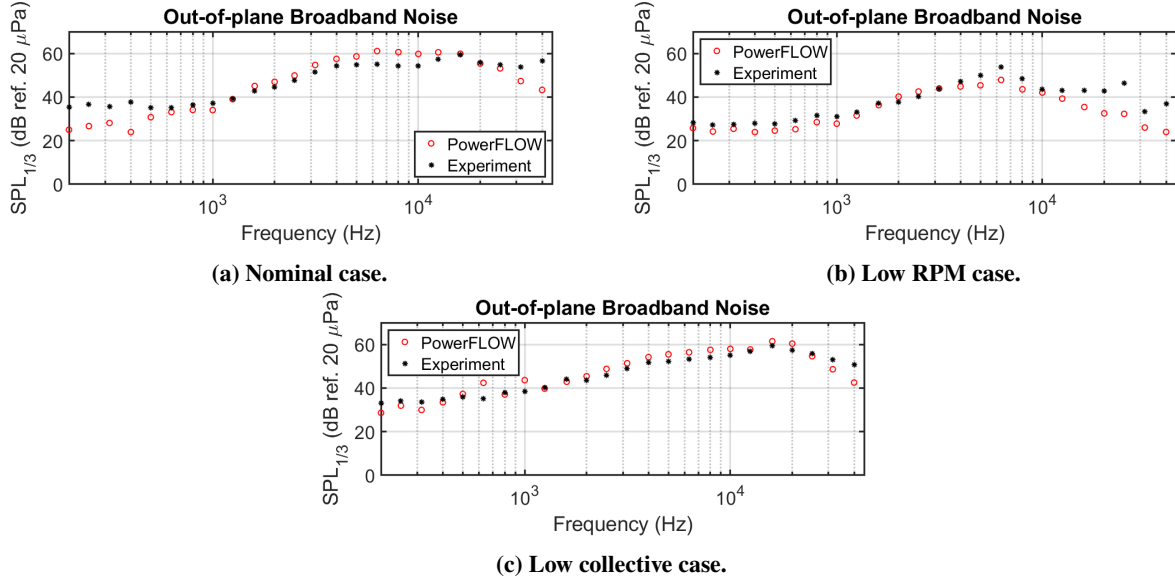 Out-of-plane Broadband Noise
SPL1/3 (dB ref. 20 μPa)
60
40
20
0
PowerFLOW
Experiment
10^3
10^4
Frequency (Hz)
(a) Nominal case.
Out-of-plane Broadband Noise
SPL1/3 (dB ref. 20 μPa)
60
40
20
0
PowerFLOW
Experiment
10^3
10^4
Frequency (Hz)
(b) Low RPM case.
Out-of-plane Broadband Noise
SPL1/3 (dB ref. 20 μPa)
60
40
20
0
PowerFLOW
Experiment
10^3
10^4
Frequency (Hz)
(c) Low collective case.